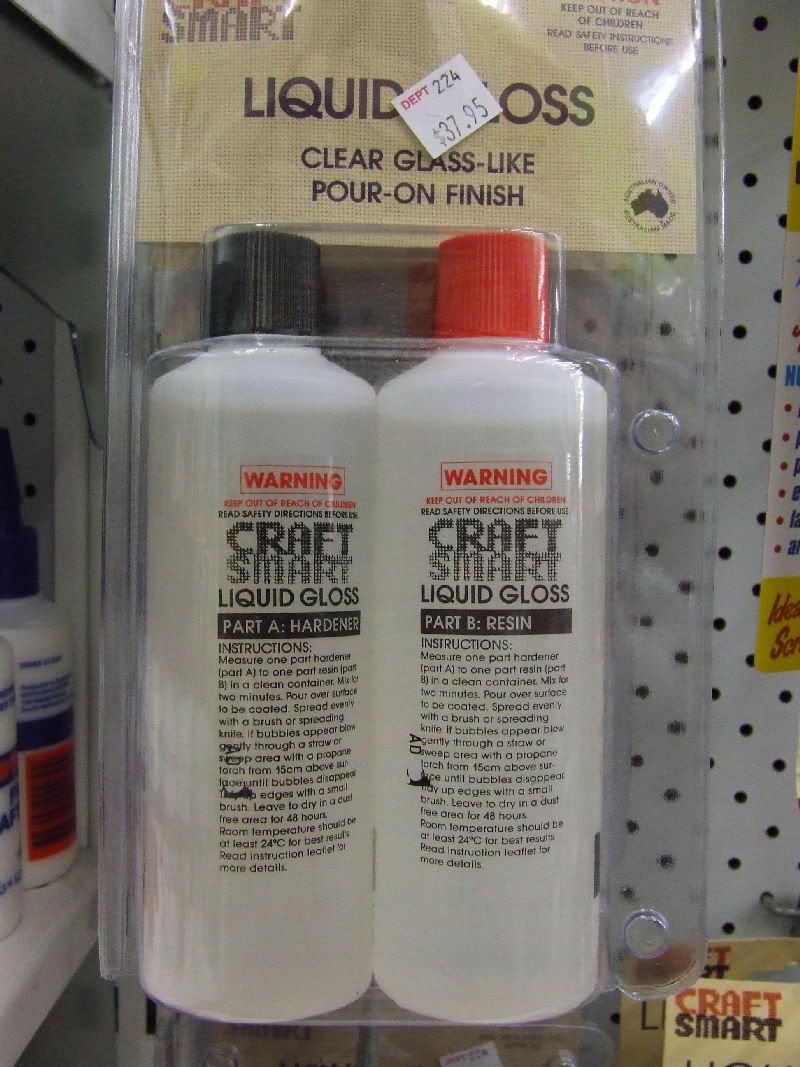 SMART
KEEP OUT OF REACH
OF CHILDREN
READ SAFETY INSTRUCTIONS
BEFORE USE
LIQUID GLOSS
DEPT 224
$37.95
CLEAR GLASS-LIKE
POUR-ON FINISH
AUSTRALIAN OWNED
AUSTRALIAN MADE
WARNING
KEEP OUT OF REACH OF CHILDREN
READ SAFETY DIRECTIONS BEFORE USE
CRAFT
SMART
LIQUID GLOSS
PART A: HARDENER
INSTRUCTIONS:
Measure one part hardener
(part A) to one part resin (part
B) in a clean container. Mix for
two minutes. Pour over surface
to be coated. Spread evenly
with a brush or spreading
knife. If bubbles appear blow
gently through a straw or
sweep area with a propane
torch from 15cm above sur-
face until bubbles disappear.
Tidy up edges with a small
brush. Leave to dry in a dust
free area for 48 hours.
Room temperature should be
at least 24°C for best results.
Read instruction leaflet for
more details.
WARNING
KEEP OUT OF REACH OF CHILDREN
READ SAFETY DIRECTIONS BEFORE USE.
CRAFT
SMART
LIQUID GLOSS
PART B: RESIN
INSTRUCTIONS:
Measure one part hardener
(part A) to one part resin (part
B) in a clean container. Mix for
two minutes. Pour over surface
to be coated. Spread evenly
with a brush or spreading
knife. If bubbles appear blow
gently through a straw or
sweep area with a propane
torch from 15cm above sur-
face until bubbles disappear.
Tidy up edges with a small
brush. Leave to dry in a dust
free area for 48 hours.
Room temperature should be
at least 24°C for best results.
Read instruction leaflet for
more details.
AD
AD
CRAFT
SMART